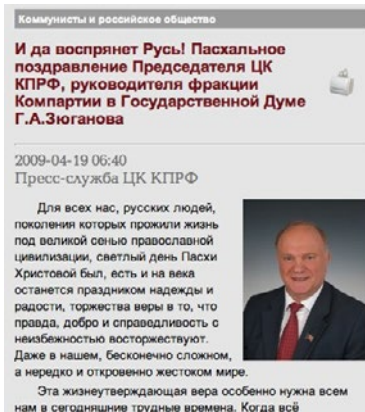 Коммунисты и российское общество
И да воспрянет Русь! Пасхальное
поздравление Председателя ЦК
КПРФ, руководителя фракции
Компартии в Государственной Думе
Г.А.Зюганова
2009-04-19 06:40
Пресс-служба ЦК КПРФ
Для всех нас, русских людей,
поколения которых прожили жизнь
под великой сенью православной
цивилизации, светлый день Пасхи
Христовой был, есть и на века
останется праздником надежды и
радости, торжества веры в то, что
правда, добро и справедливость с
неизбежностью восторжествуют.
Даже в нашем, бесконечно сложном,
а нередко и откровенно жестоком мире.
Эта жизнеутверждающая вера особенно нужна всем
нам в сегодняшние трудные времена. Когда всё